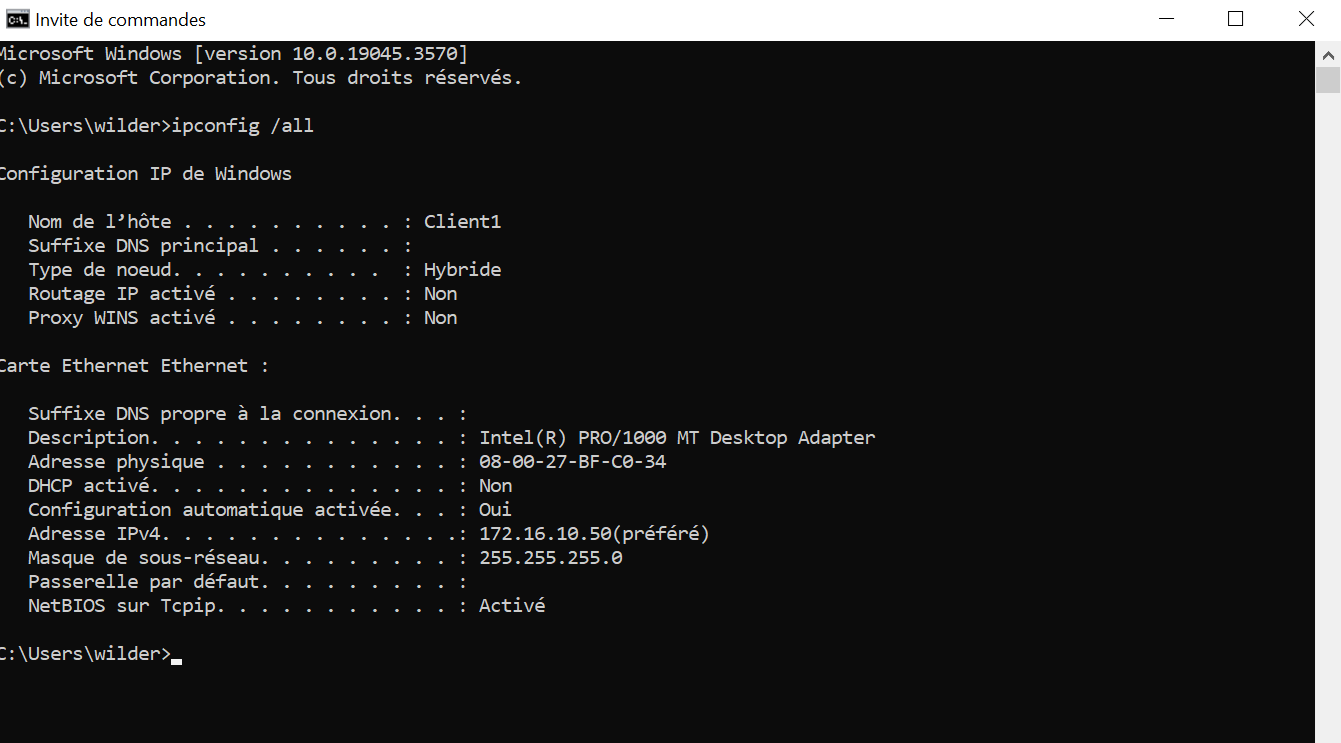 Invite de commandes
Microsoft Windows [version 10.0.19045.3570]
(c) Microsoft Corporation. Tous droits réservés.
C:\Users\wilder>ipconfig /all
Configuration IP de Windows
Nom de l’hôte . . . . . . . . . . : Client1
Suffixe DNS principal . . . . . . :
Type de noeud. . . . . . . . . .  : Hybride
Routage IP activé . . . . . . . . : Non
Proxy WINS activé . . . . . . . . : Non
Carte Ethernet Ethernet :
Suffixe DNS propre à la connexion. . . :
Description. . . . . . . . . . . . . . : Intel(R) PRO/1000 MT Desktop Adapter
Adresse physique . . . . . . . . . . . : 08-00-27-BF-C0-34
DHCP activé. . . . . . . . . . . . . . : Non
Configuration automatique activée. . . : Oui
Adresse IPv4. . . . . . . . . . . . . .: 172.16.10.50(préféré)
Masque de sous-réseau. . . . . . . . . : 255.255.255.0
Passerelle par défaut. . . . . . . . . :
NetBIOS sur Tcpip. . . . . . . . . . . : Activé
C:\Users\wilder>